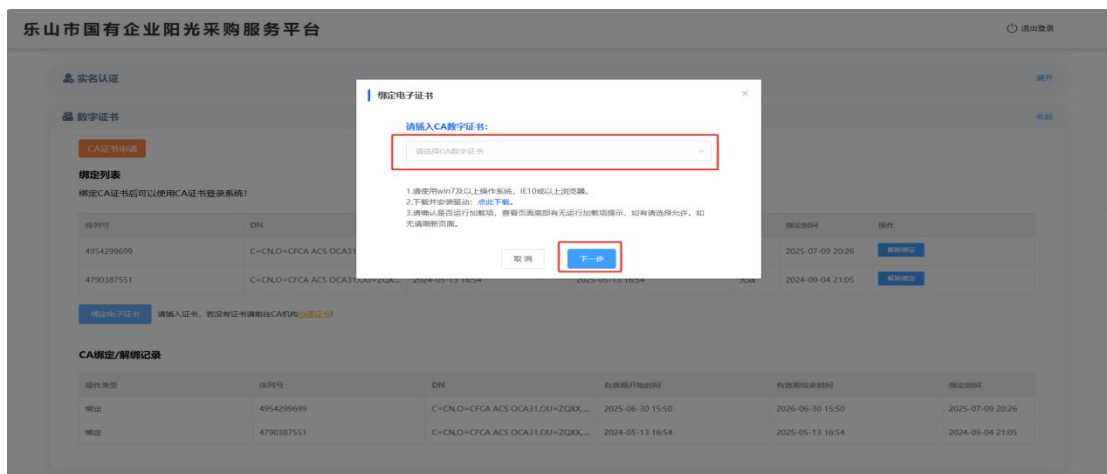 乐山市国有企业阳光采购服务平台
退出登录
实名认证
展开
绑定电子证书
数字证书
收起
请插入CA数字证书：
CA证书申请
请选择CA数字证书
绑定列表
绑定CA证书后可以使用CA证书登录系统！
1.请使用win7及以上操作系统，IE10或以上浏览器。
2.下载并安装驱动：点此下载。
3.请确认是否运行加载项，查看页面底部有无运行加载项提示，如有请选择允许。如
无请刷新页面。
序列号 DN 绑定时间 操作
4954299699 C=CN,O=CFCA ACS OCA31 2025-07-09 20:26 解除绑定
取消 下一步
4790387551 C=CN,O=CFCA ACS OCA31,OU=ZQX... 2024-05-13 16:54 2025-05-13 16:54 无效 2024-09-04 21:05 解除绑定
绑定电子证书 请插入证书，若没有证书请前往CA机构办理证书！
CA绑定/解绑记录
操作类型 序列号 DN 有效期开始时间 有效期结束时间 绑定时间
绑定 4954299699 C=CN,O=CFCA ACS OCA31,OU=ZQXX,... 2025-06-30 15:50 2026-06-30 15:50 2025-07-09 20:26
绑定 4790387551 C=CN,O=CFCA ACS OCA31,OU=ZQXX,... 2024-05-13 16:54 2025-05-13 16:54 2024-09-04 21:05